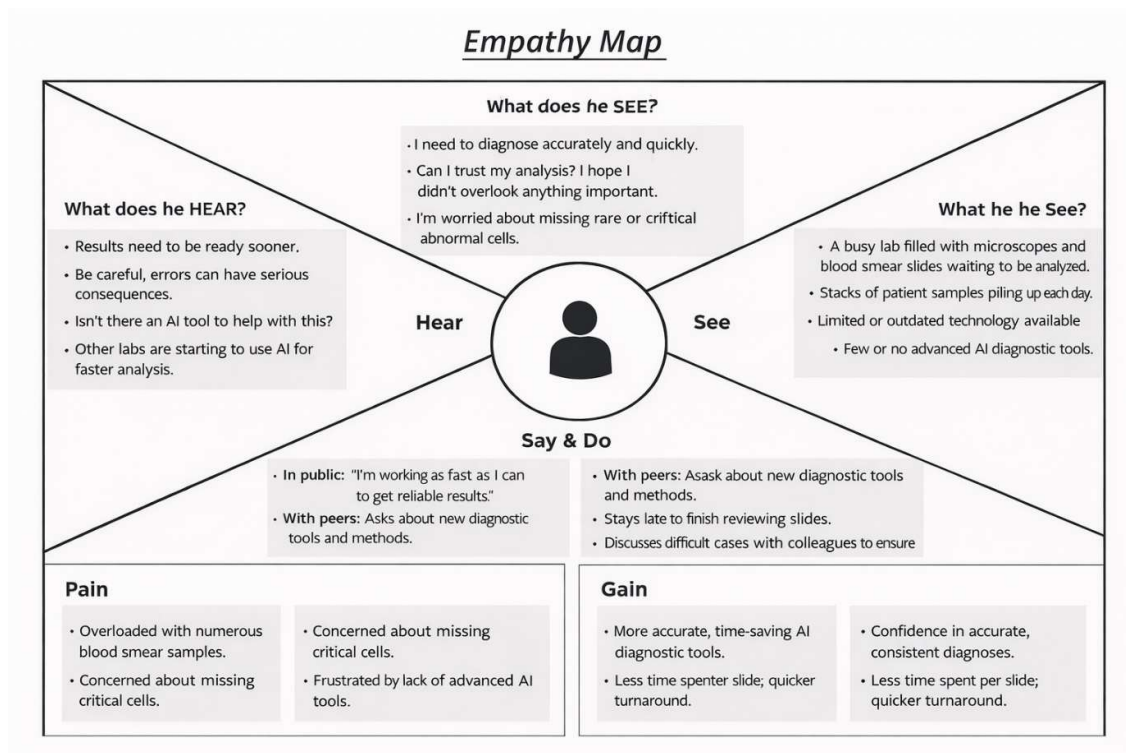 Empathy Map
What does he SEE?
· I need to diagnose accurately and quickly.
· Can I trust my analysis? I hope I
didn't overlook anything important.
· I'm worried about missing rare or criftical
abnormal cells.
What does he HEAR?
• Results need to be ready sooner.
• Be careful, errors can have serious
consequences.
• Isn't there an AI tool to help with this?
• Other labs are starting to use AI for
faster analysis.
What he he See?
• A busy lab filled with microscopes and
blood smear slides waiting to be analyzed.
• Stacks of patient samples piling up each day.
• Limited or outdated technology available
• Few or no advanced AI diagnostic tools.
Hear
See
Say & Do
• In public: "I'm working as fast as I can
to get reliable results."
• With peers: Asks about new diagnostic
tools and methods.
• With peers: Asask about new diagnostic tools
and methods.
• Stays late to finish reviewing slides.
• Discusses difficult cases with colleagues to ensure
Pain
• Overloaded with numerous
blood smear samples.
• Concerned about missing
critical cells.
• Concerned about missing
critical cells.
• Frustrated by lack of advanced AI
tools.
Gain
• More accurate, time-saving AI
diagnostic tools.
• Less time spenter slide; quicker
turnaround.
• Confidence in accurate,
consistent diagnoses.
• Less time spent per slide;
quicker turnaround.